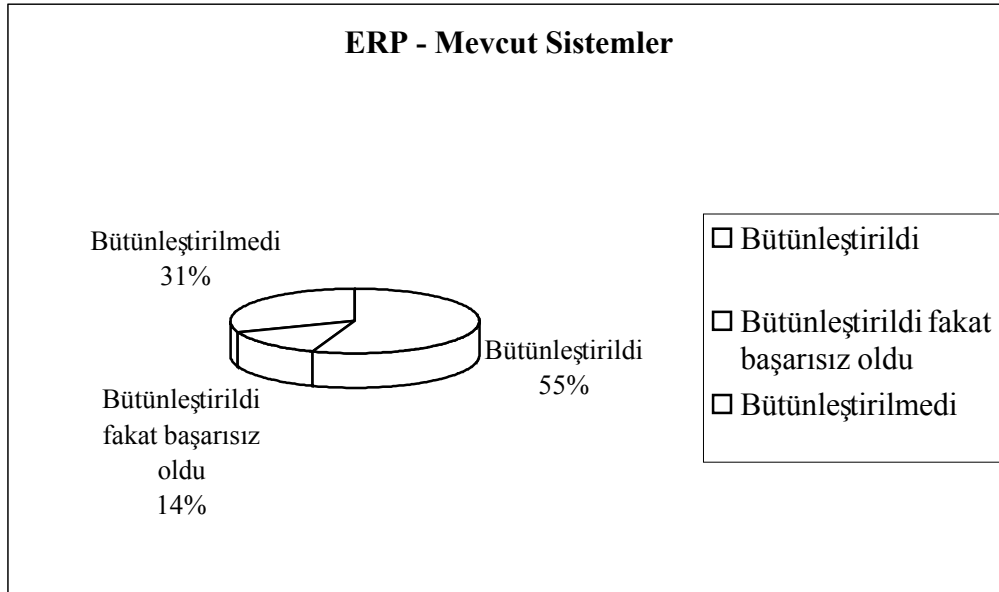 ERP - Mevcut Sistemler
Bütünleştirilmedi
31%
Bütünleştirildi
55%
Bütünleştirildi
fakat başarısız
oldu
14%
Bütünleştirildi
Bütünleştirildi fakat
başarısız oldu
Bütünleştirilmedi